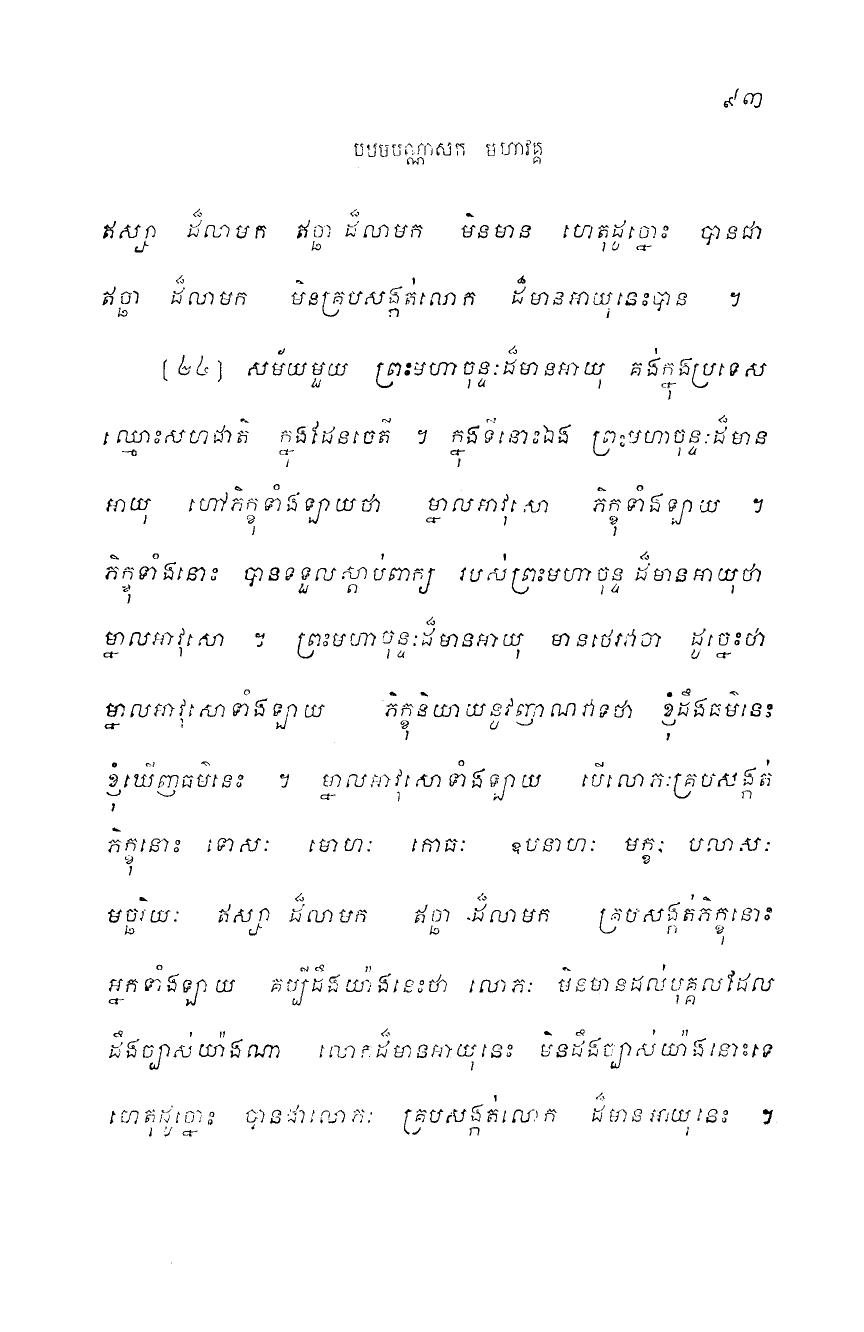 ៩៣
បឋមបណ្ណាសក មហាវគ្គ
ឥស្សា ដ៏លាមក ឥច្ឆា ដ៏លាមក មិនមាន ហេតុដូច្នោះ បានជា
ឥច្ឆា ដ៏លាមក មិនគ្របសង្កត់លោក ដ៏មានអាយុនេះបាន ។
[២៤] សម័យមួយ ព្រះមហាចុន្ទៈដ៏មានអាយុ គង់ក្នុងប្រទេស
ឈ្មោះសហជាតិ ក្នុងដែនចេតី ។ ក្នុងទីនោះឯង ព្រះមហាចុន្ទៈដ៏មាន
អាយុ ហៅភិក្ខុទាំងឡាយថា ម្នាលអាវុសោ ភិក្ខុទាំងឡាយ ។
ភិក្ខុទាំងនោះ បានទទួលស្តាប់ពាក្យ របស់ព្រះមហាចុន្ទ ដ៏មានអាយុថា
ម្នាលអាវុសោ ។ ព្រះមហាចុន្ទៈដ៏មានអាយុ មានថេរវាចា ដូច្នេះថា
ម្នាលអាវុសោទាំងឡាយ ភិក្ខុនិយាយនូវញាណវាទថា ខ្ញុំដឹងធម៌នេះ
ខ្ញុំឃើញធម៌នេះ ។ ម្នាលអាវុសោទាំងឡាយ បើលោភៈគ្របសង្កត់
ភិក្ខុនោះ ទោសៈ មោហៈ កោធៈ ឧបនាហៈ មក្ខៈ បលាសៈ
មច្ឆរិយៈ ឥស្សា ដ៏លាមក ឥច្ឆា ដ៏លាមក គ្របសង្កត់ភិក្ខុនោះ
អ្នកទាំងឡាយ គប្បីដឹងយ៉ាងនេះថា លោភៈ មិនមានដល់បុគ្គលដែល
ដឹងច្បាស់យ៉ាងណា លោកដ៏មានអាយុនេះ មិនដឹងច្បាស់យ៉ាងនោះទេ
ហេតុដូច្នោះ បានជាលោភៈ គ្របសង្កត់លោក ដ៏មានអាយុនេះ ។